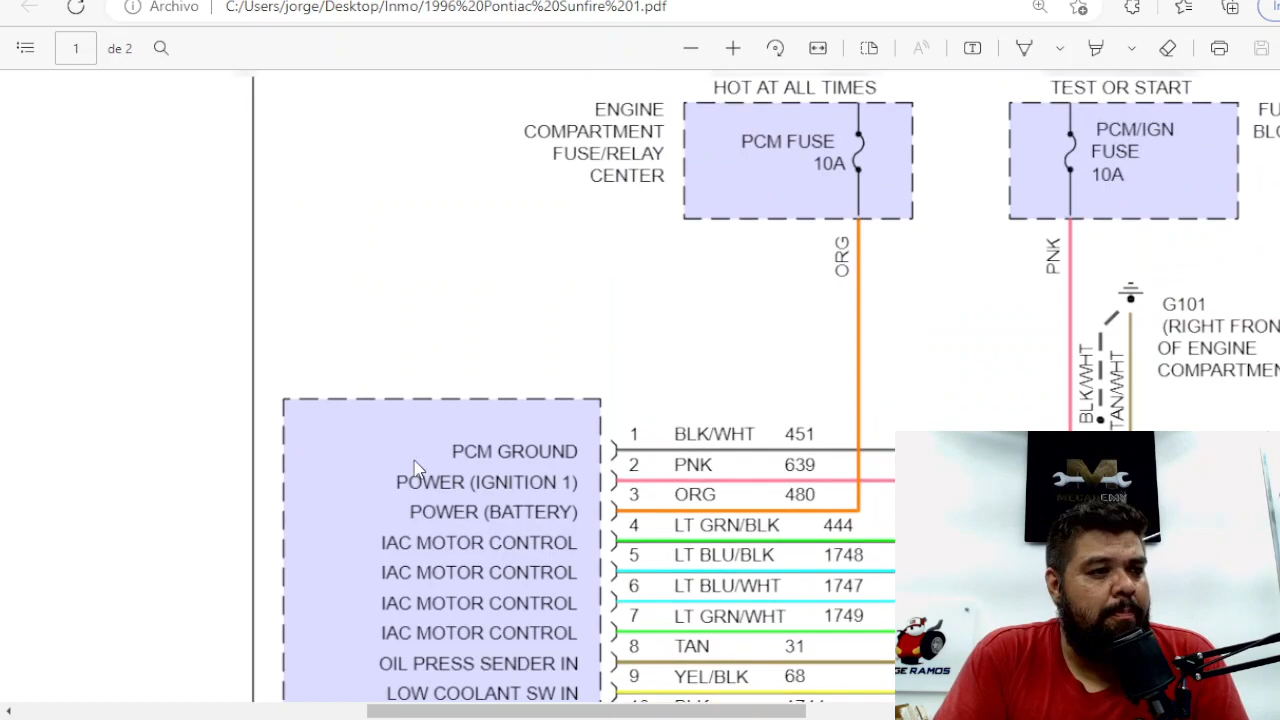 Archivo
C:/Users/jorge/Desktop/Inmo/1996%20Pontiac%20Sunfire%201.pdf
1
de 2
HOT AT ALL TIMES
TEST OR START
ENGINE
COMPARTMENT
FUSE/RELAY
CENTER
PCM FUSE
10A
PCM/IGN
FUSE
10A
ORG
PNK
G101
(RIGHT FRON
OF ENGINE
COMPARTMEN
BLK/WHT
TAN/WHT
PCM GROUND
1 BLK/WHT 451
POWER (IGNITION 1)
2 PNK 639
POWER (BATTERY)
3 ORG 480
IAC MOTOR CONTROL
4 LT GRN/BLK 444
IAC MOTOR CONTROL
5 LT BLU/BLK 1748
IAC MOTOR CONTROL
6 LT BLU/WHT 1747
IAC MOTOR CONTROL
7 LT GRN/WHT 1749
OIL PRESS SENDER IN
8 TAN 31
LOW COOLANT SW IN
9 YEL/BLK 68
MECAREMY
GE RAMOS